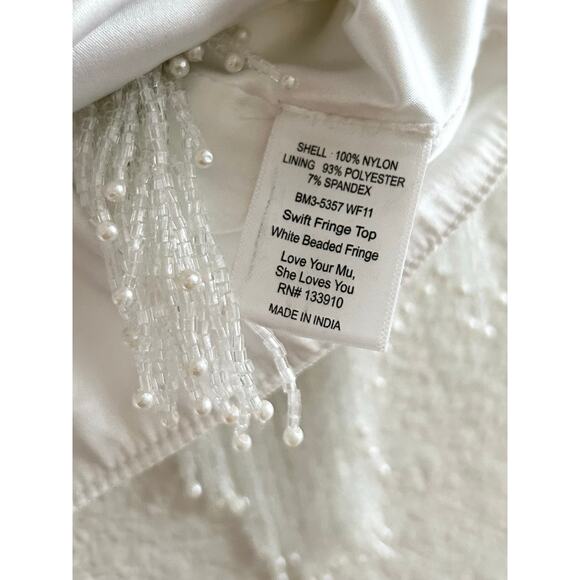 SHELL · 100% NYLON
LINING 93% POLYESTER
7% SPANDEX
BM3-5357 WF11
Swift Fringe Top
White Beaded Fringe
Love Your Mu,
She Loves You
RN# 133910
MADE IN INDIA